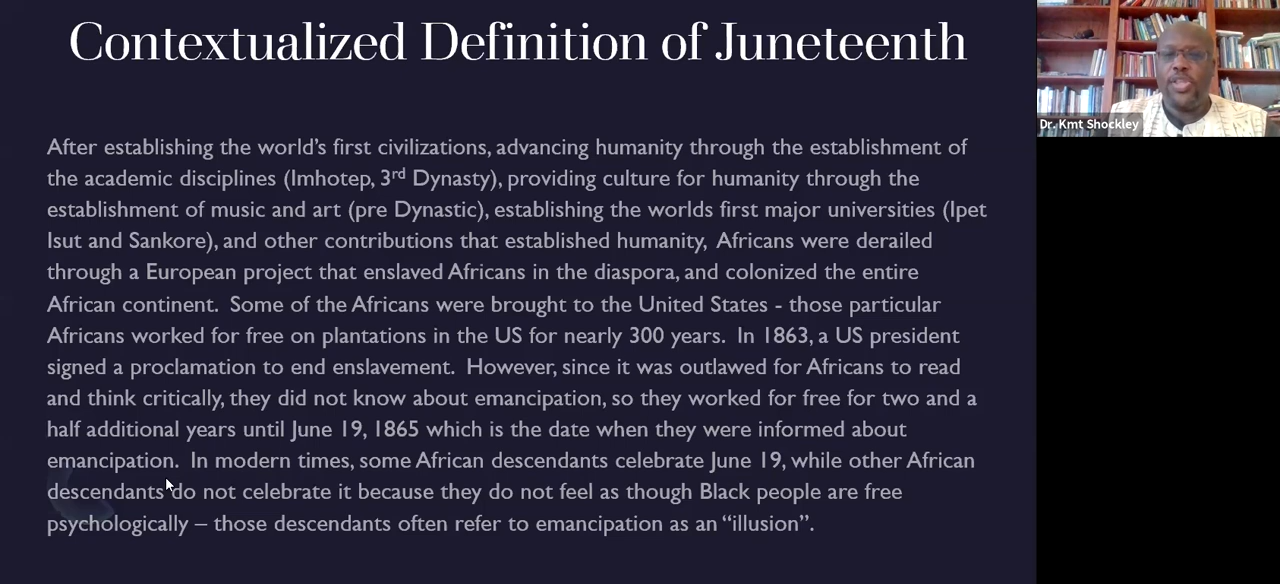 Contextualized Definition of Juneteenth
After establishing the world’s first civilizations, advancing humanity through the establishment of
the academic disciplines (Imhotep, 3rd Dynasty), providing culture for humanity through the
establishment of music and art (pre Dynastic), establishing the worlds first major universities (Ipet
Isut and Sankore), and other contributions that established humanity,  Africans were derailed
through a European project that enslaved Africans in the diaspora, and colonized the entire
African continent.  Some of the Africans were brought to the United States - those particular
Africans worked for free on plantations in the US for nearly 300 years.  In 1863, a US president
signed a proclamation to end enslavement.  However, since it was outlawed for Africans to read
and think critically, they did not know about emancipation, so they worked for free for two and a
half additional years until June 19, 1865 which is the date when they were informed about
emancipation.  In modern times, some African descendants celebrate June 19, while other African
descendants do not celebrate it because they do not feel as though Black people are free
psychologically – those descendants often refer to emancipation as an “illusion”.
Dr. Kmt Shockley